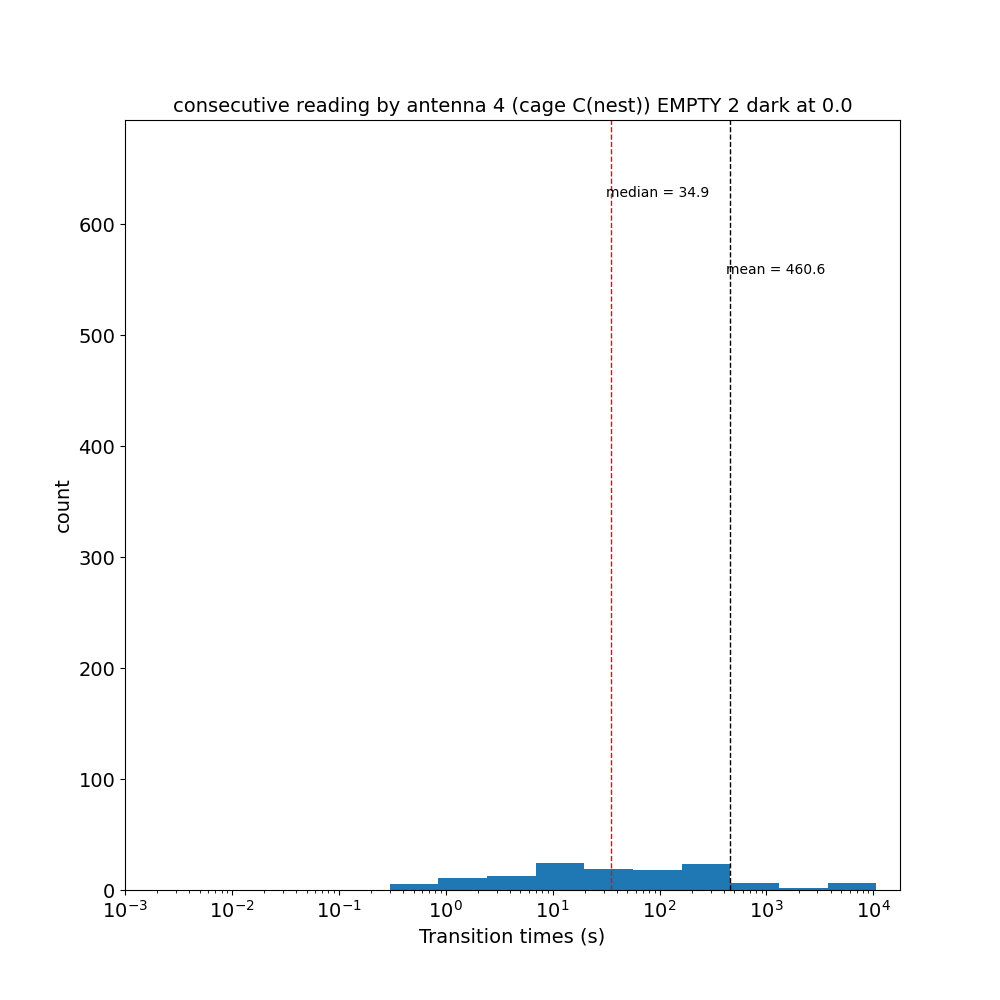 consecutive reading by antenna 4 (cage C(nest)) EMPTY 2 dark at 0.0
median = 34.9
mean = 460.6
600
500
400
300
200
100
0
count
10⁻³ 10⁻² 10⁻¹ 10⁰ 10¹ 10² 10³ 10⁴
Transition times (s)